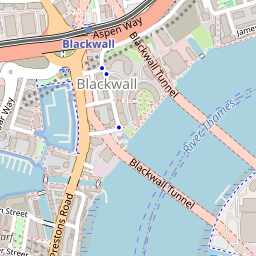 Aspen Way
James
Blackwall
Blackwall Tunnel
Blackwall
Way
River Thames
Blackwall Tunnel
Prestons Road
Street